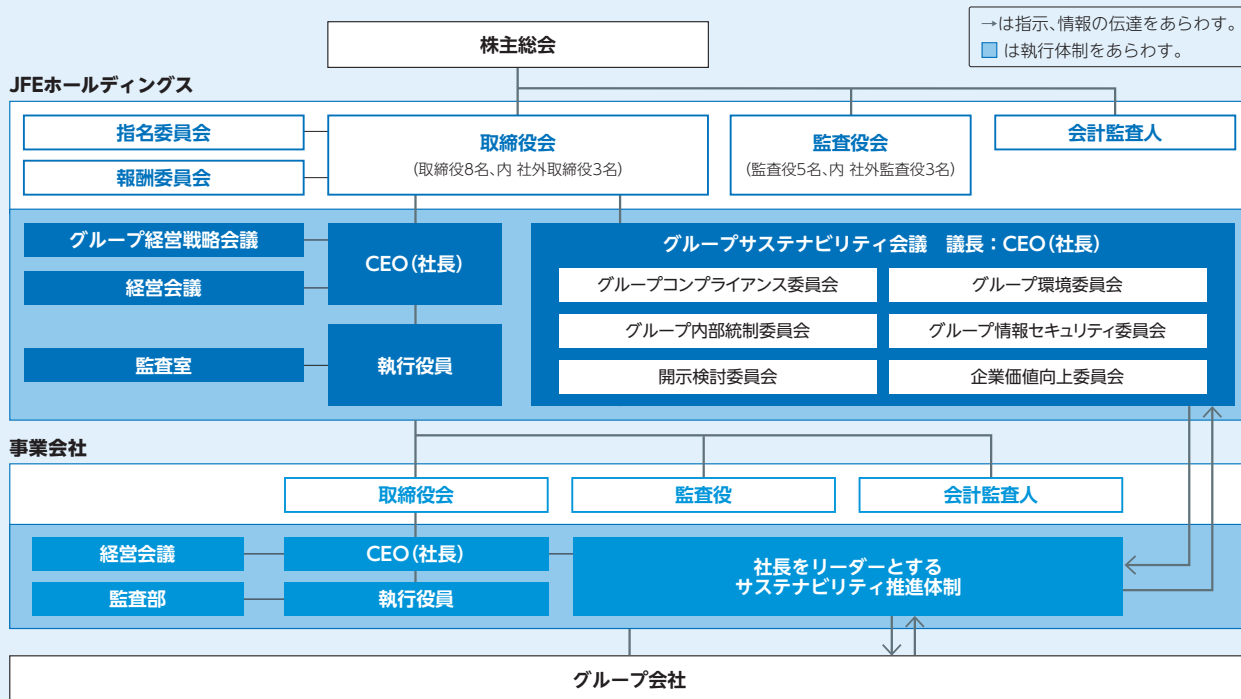 →は指示、情報の伝達をあらわす。
は執行体制をあらわす。
株主総会
JFEホールディングス
指名委員会
報酬委員会
取締役会
(取締役8名、内 社外取締役3名)
監査役会
(監査役5名、内 社外監査役3名)
会計監査人
グループ経営戦略会議
経営会議
監査室
CEO(社長)
執行役員
グループサステナビリティ会議 議長：CEO(社長)
グループコンプライアンス委員会
グループ環境委員会
グループ内部統制委員会
グループ情報セキュリティ委員会
開示検討委員会
企業価値向上委員会
事業会社
取締役会
監査役
会計監査人
経営会議
CEO(社長)
監査部
執行役員
社長をリーダーとする
サステナビリティ推進体制
グループ会社